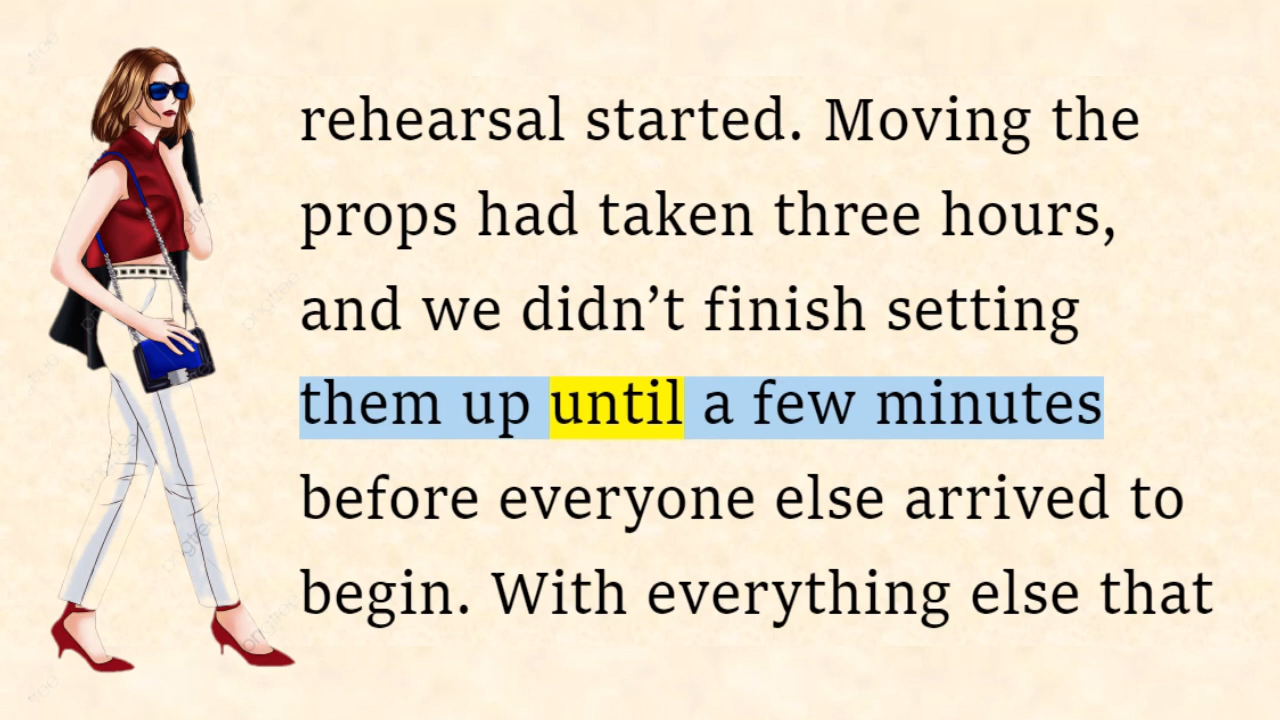 rehearsal started. Moving the
props had taken three hours,
and we didn’t finish setting
them up until a few minutes
before everyone else arrived to
begin. With everything else that